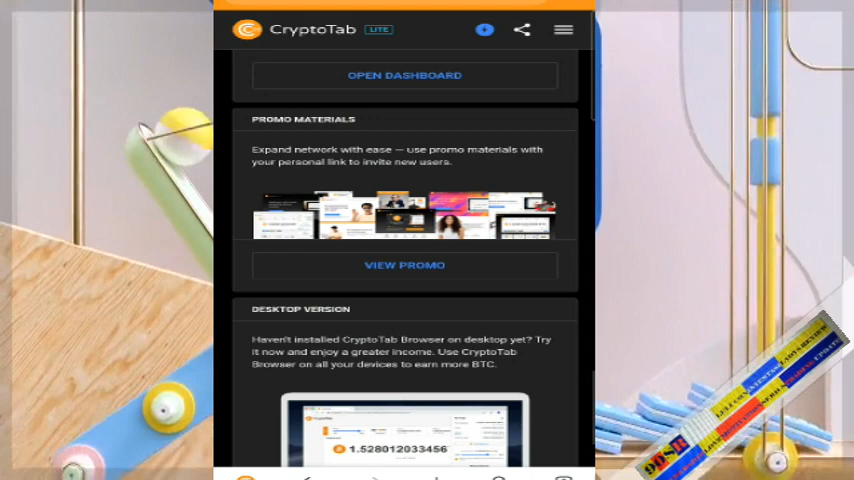 CryptoTab LITE
OPEN DASHBOARD
PROMO MATERIALS
Expand network with ease — use promo materials with
your personal link to invite new users.
VIEW PROMO
DESKTOP VERSION
Haven't installed CryptoTab Browser on desktop yet? Try
it now and enjoy a greater income. Use CryptoTab
Browser on all your devices to earn more BTC.
1.528012033456
90SR